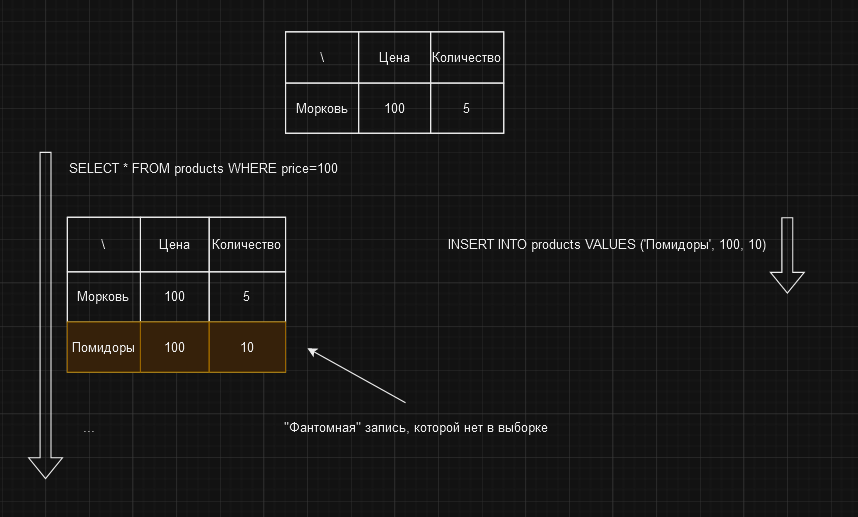 \ Цена Количество
Морковь 100 5
SELECT * FROM products WHERE price=100
\ Цена Количество
INSERT INTO products VALUES ('Помидоры', 100, 10)
Морковь 100 5
Помидоры 100 10
...
"Фантомная" запись, которой нет в выборке